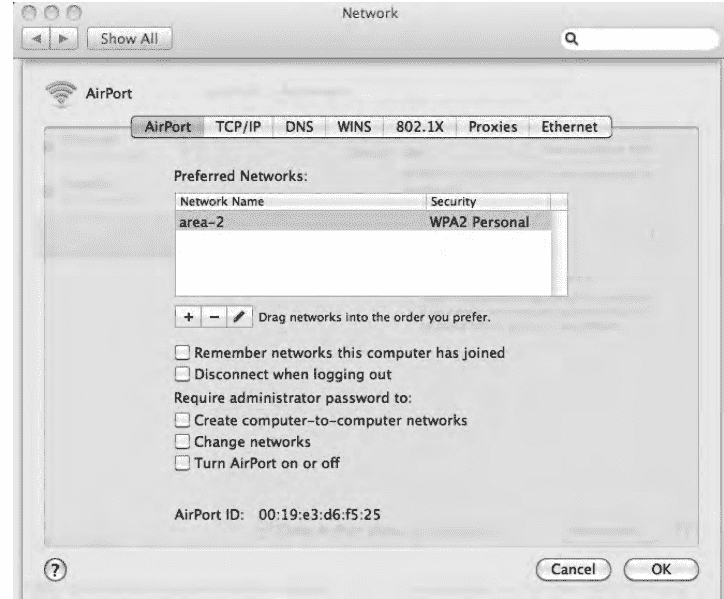 Network
Show All
AirPort
AirPort TCP/IP DNS WINS 802.1X Proxies Ethernet
Preferred Networks:
Network Name Security
area-2 WPA2 Personal
+ - Drag networks into the order you prefer.
Remember networks this computer has joined
Disconnect when logging out
Require administrator password to:
Create computer-to-computer networks
Change networks
Turn AirPort on or off
AirPort ID: 00:19:e3:d6:f5:25
? Cancel OK